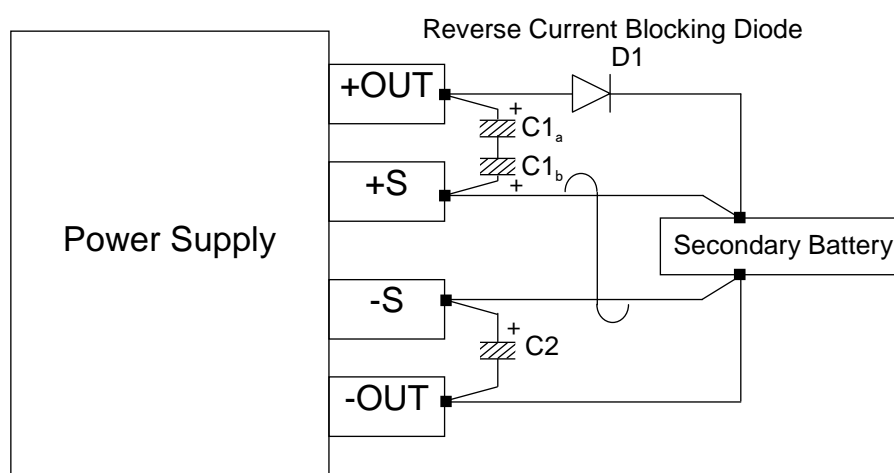 Reverse Current Blocking Diode
D1
+OUT
+
C1a
C1b
+
+S
Power Supply
Secondary Battery
-S
+
C2
-OUT